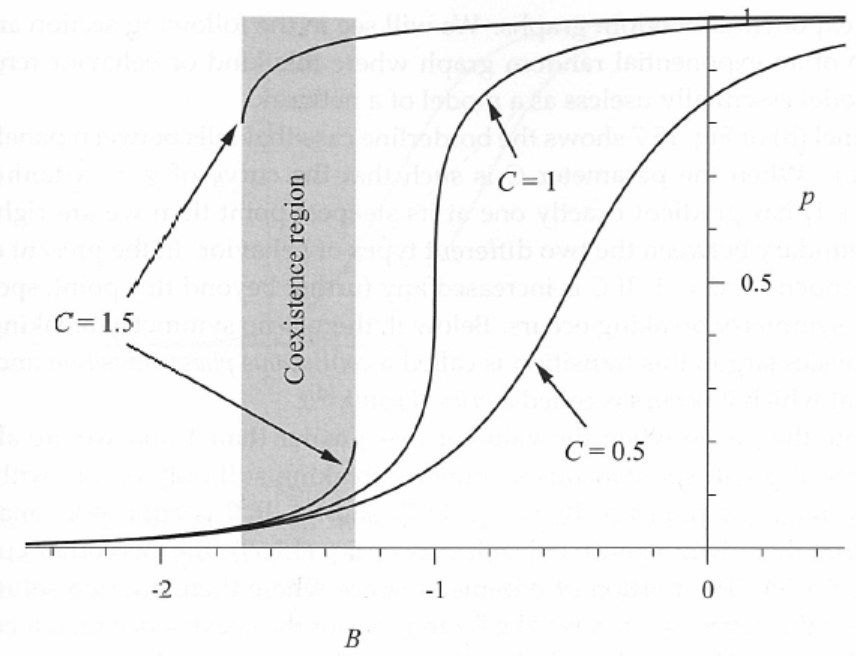 1
C = 1
p
Coexistence region
0.5
C = 1.5
C = 0.5
-2
-1
0
B